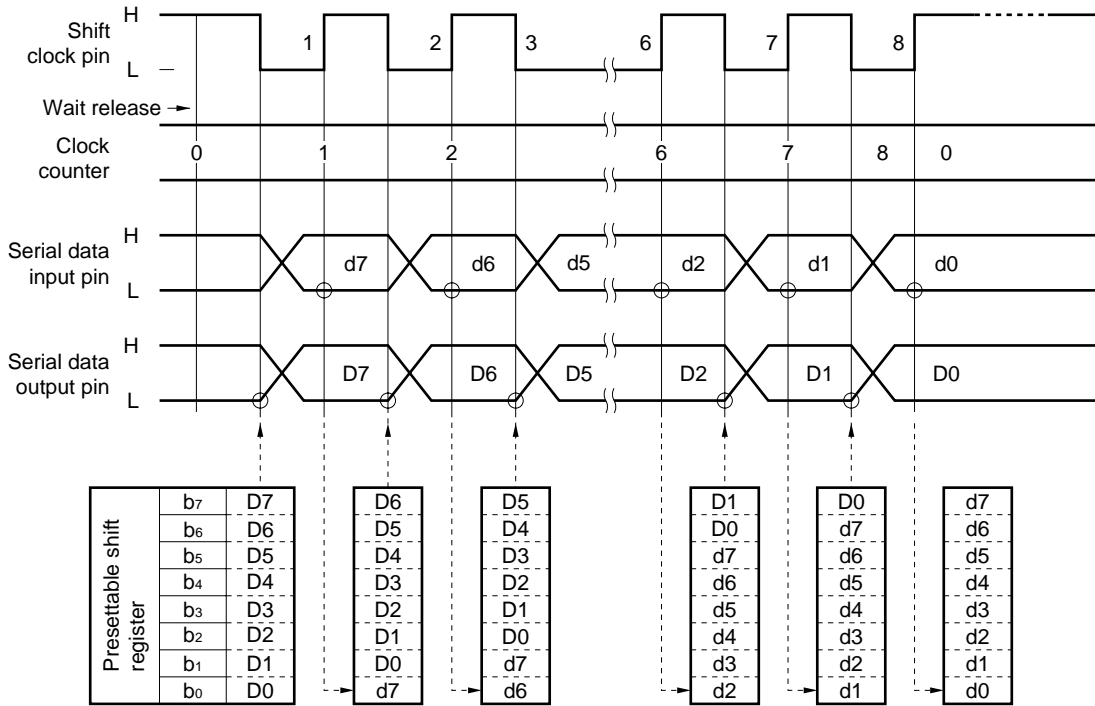 H
Shift
clock pin
L
1 2 3 6 7 8
Wait release
Clock
counter
0 1 2 6 7 8 0
Serial data
input pin
H
L
d7 d6 d5 d2 d1 d0
Serial data
output pin
H
L
D7 D6 D5 D2 D1 D0
Presettable shift
register
b7 D7 D6 D5 D1 D0 d7
b6 D6 D5 D4 D0 d7 d6
b5 D5 D4 D3 d7 d6 d5
b4 D4 D3 D2 d6 d5 d4
b3 D3 D2 D1 d5 d4 d3
b2 D2 D1 D0 d4 d3 d2
b1 D1 D0 d7 d3 d2 d1
b0 D0 d7 d6 d2 d1 d0